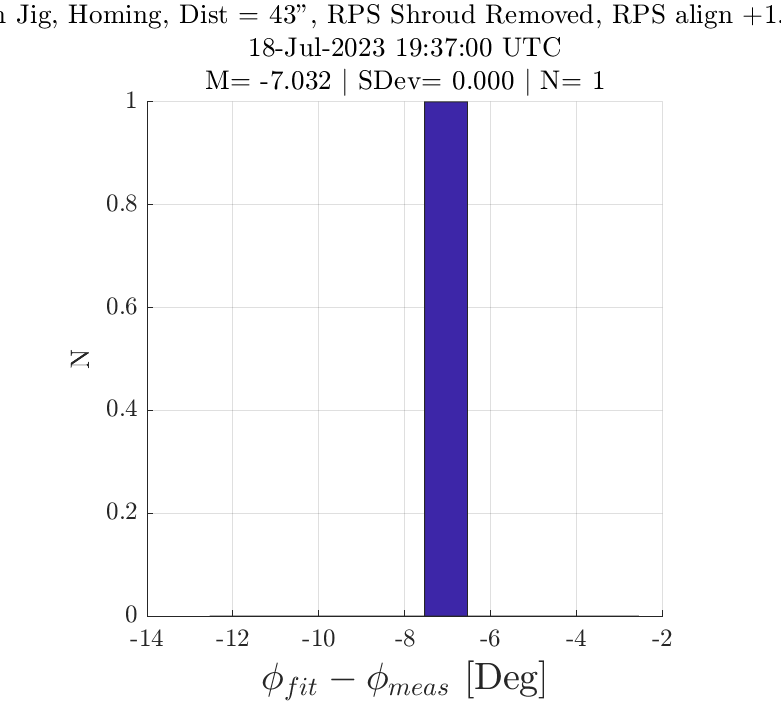 Jig, Homing, Dist = 43”, RPS Shroud Removed, RPS align +1.
18-Jul-2023 19:37:00 UTC
M= -7.032 | SDev= 0.000 | N= 1
1
0.8
0.6
0.4
0.2
0
N
-14 -12 -10 -8 -6 -4 -2
ϕ_fit − ϕ_meas [Deg]